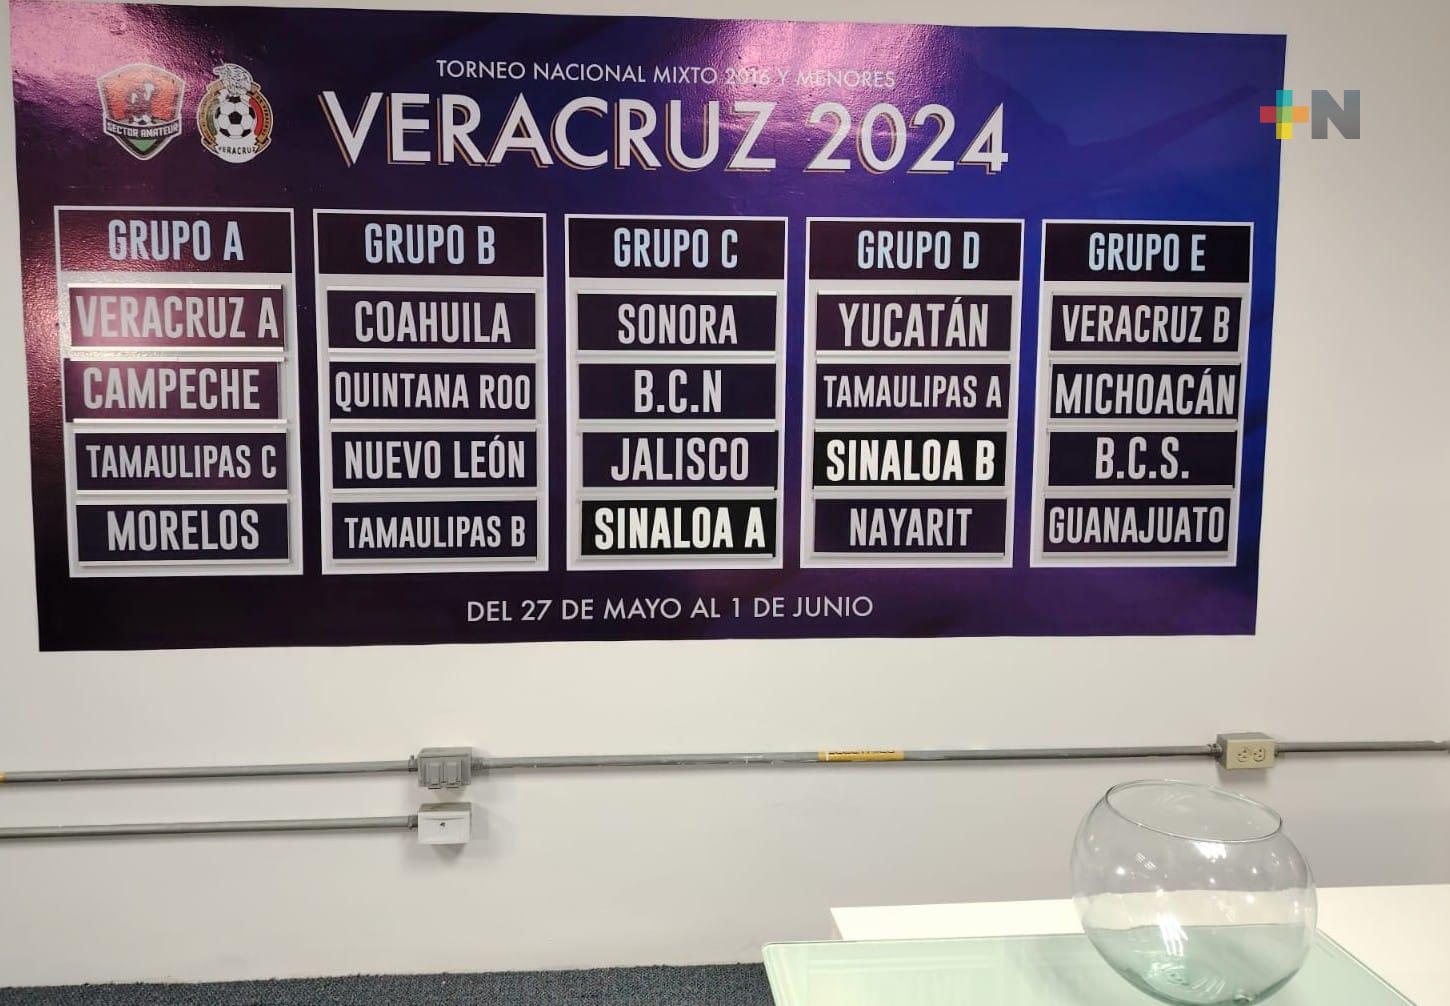 TORNEO NACIONAL MIXTO 2016 Y MENORES
VERACRUZ 2024
SECTOR AMATEUR
VERACRUZ
+N
GRUPO A
VERACRUZ A
CAMPECHE
TAMAULIPAS C
MORELOS
GRUPO B
COAHUILA
QUINTANA ROO
NUEVO LEÓN
TAMAULIPAS B
GRUPO C
SONORA
B.C.N
JALISCO
SINALOA A
GRUPO D
YUCATÁN
TAMAULIPAS A
SINALOA B
NAYARIT
GRUPO E
VERACRUZ B
MICHOACÁN
B.C.S.
GUANAJUATO
DEL 27 DE MAYO AL 1 DE JUNIO